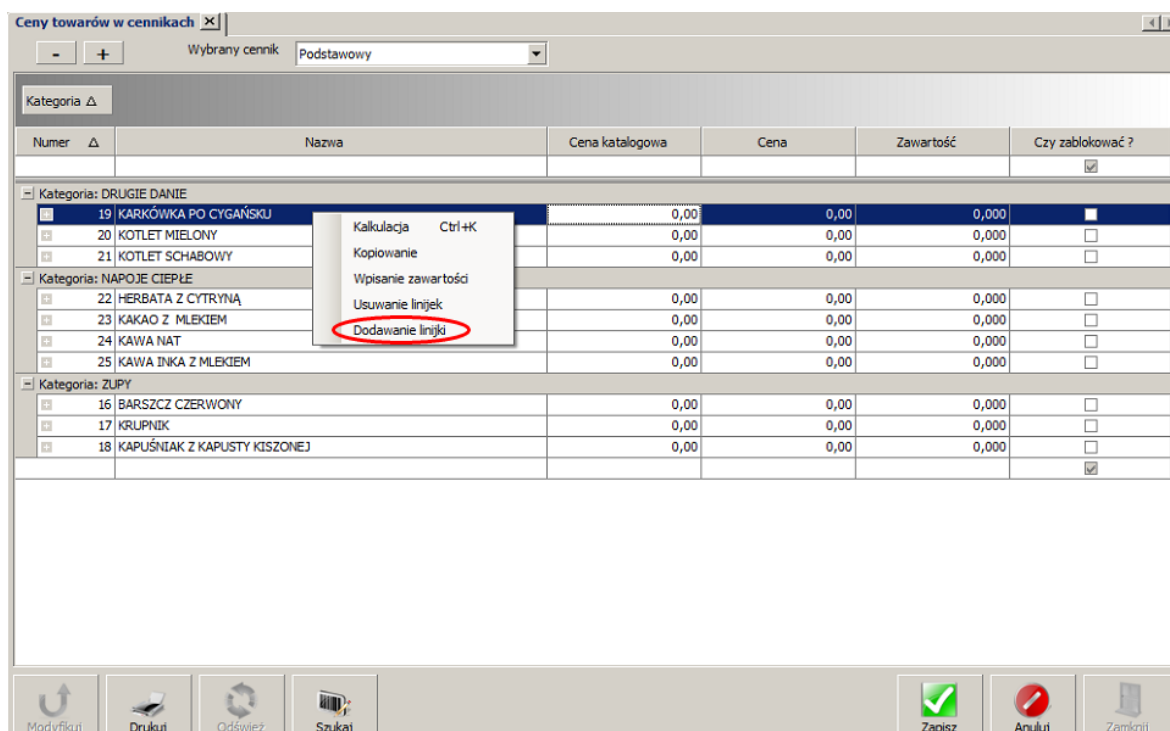 Ceny towarów w cennikach
- + Wybrany cennik Podstawowy
Kategoria
Numer Nazwa Cena katalogowa Cena Zawartość Czy zablokować ?
Kategoria: DRUGIE DANIE
19 KARKÓWKA PO CYGAŃSKU 0,00 0,00 0,000
20 KOTLET MIELONY 0,00 0,00 0,000
21 KOTLET SCHABOWY 0,00 0,00 0,000
Kategoria: NAPOJE CIEPŁE
22 HERBATA Z CYTRYNĄ 0,00 0,00 0,000
23 KAKAO Z MLEKIEM 0,00 0,00 0,000
24 KAWA NAT 0,00 0,00 0,000
25 KAWA INKA Z MLEKIEM 0,00 0,00 0,000
Kategoria: ZUPY
16 BARSZCZ CZERWONY 0,00 0,00 0,000
17 KRUPNIK 0,00 0,00 0,000
18 KAPUŚNIAK Z KAPUSTY KISZONEJ 0,00 0,00 0,000
Kalkulacja Ctrl+K
Kopiowanie
Wpisanie zawartości
Usuwanie linijek
Dodawanie linijki
Modyfikuj Drukuj Odśwież Szukaj Zapisz Anuluj Zamknij